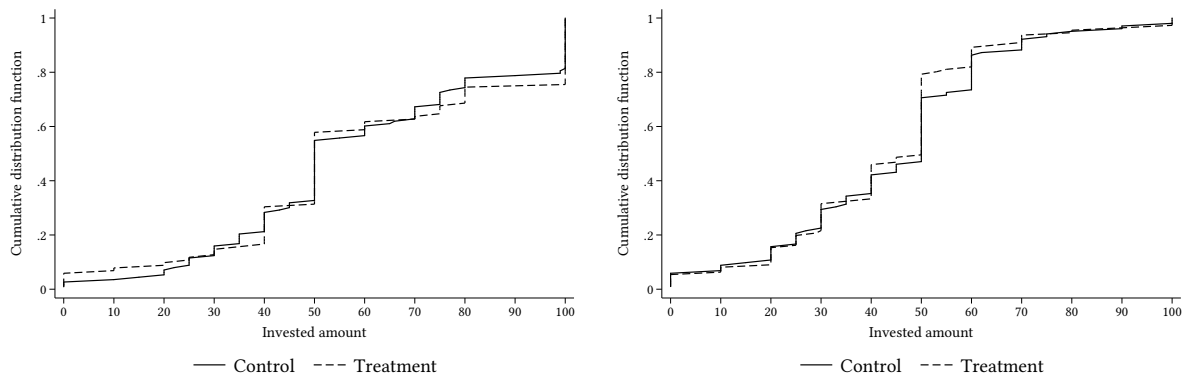 Cumulative distribution function
1
.8
.6
.4
.2
0
0 10 20 30 40 50 60 70 80 90 100
Invested amount
Control Treatment
Cumulative distribution function
1
.8
.6
.4
.2
0
0 10 20 30 40 50 60 70 80 90 100
Invested amount
Control Treatment